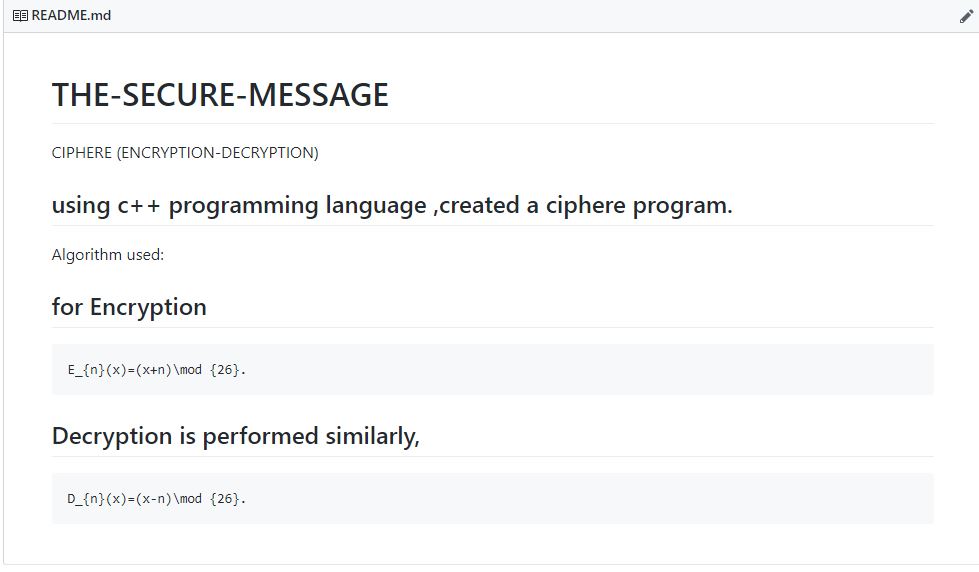 README.md
THE-SECURE-MESSAGE
CIPHERE (ENCRYPTION-DECRYPTION)
using c++ programming language ,created a ciphere program.
Algorithm used:
for Encryption
E_{n}(x)=(x+n)\mod {26}.
Decryption is performed similarly,
D_{n}(x)=(x-n)\mod {26}.